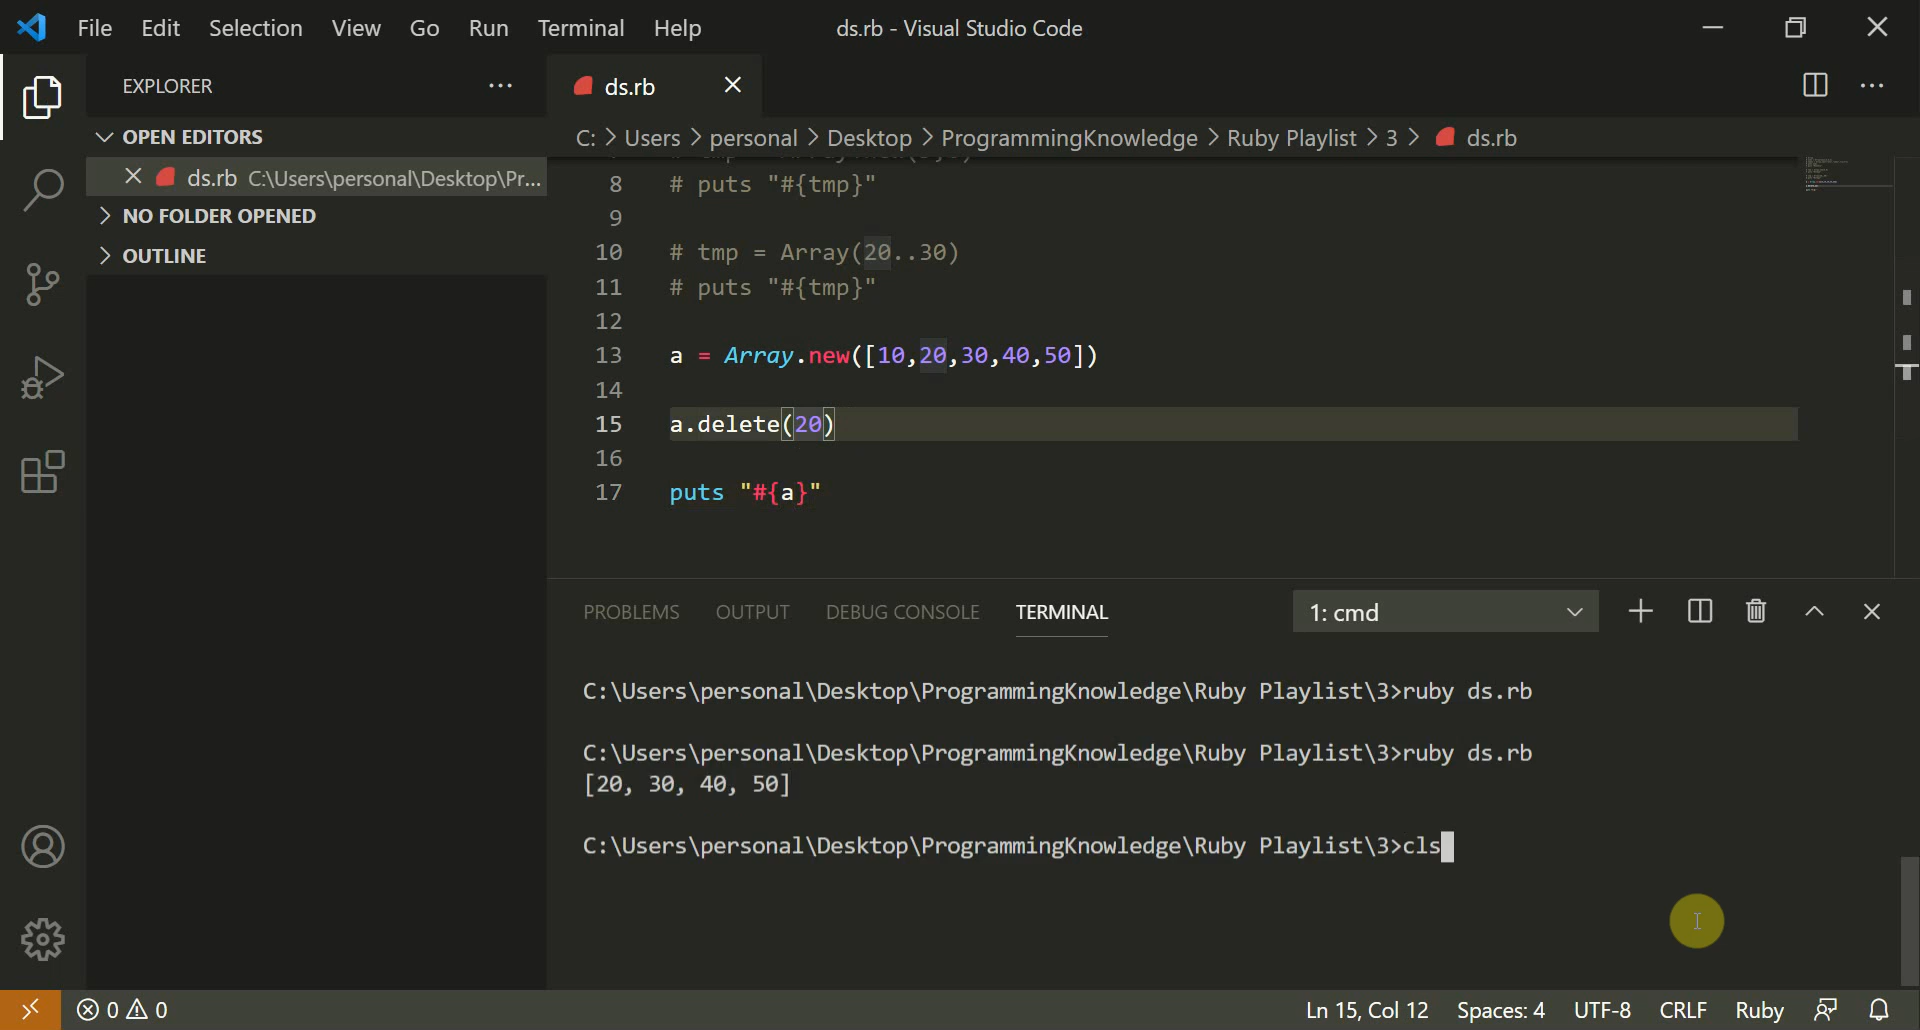 File Edit Selection View Go Run Terminal Help ds.rb - Visual Studio Code
EXPLORER
ds.rb
OPEN EDITORS
C: > Users > personal > Desktop > ProgrammingKnowledge > Ruby Playlist > 3 > ds.rb
ds.rb C:\Users\personal\Desktop\Pr...
NO FOLDER OPENED
OUTLINE
8 # puts "#{tmp}"
9
10 # tmp = Array(20..30)
11 # puts "#{tmp}"
12
13 a = Array.new([10,20,30,40,50])
14
15 a.delete(20)
16
17 puts "#{a}"
PROBLEMS OUTPUT DEBUG CONSOLE TERMINAL 1: cmd
C:\Users\personal\Desktop\ProgrammingKnowledge\Ruby Playlist\3>ruby ds.rb
C:\Users\personal\Desktop\ProgrammingKnowledge\Ruby Playlist\3>ruby ds.rb
[20, 30, 40, 50]
C:\Users\personal\Desktop\ProgrammingKnowledge\Ruby Playlist\3>cls
0 0 Ln 15, Col 12 Spaces: 4 UTF-8 CRLF Ruby